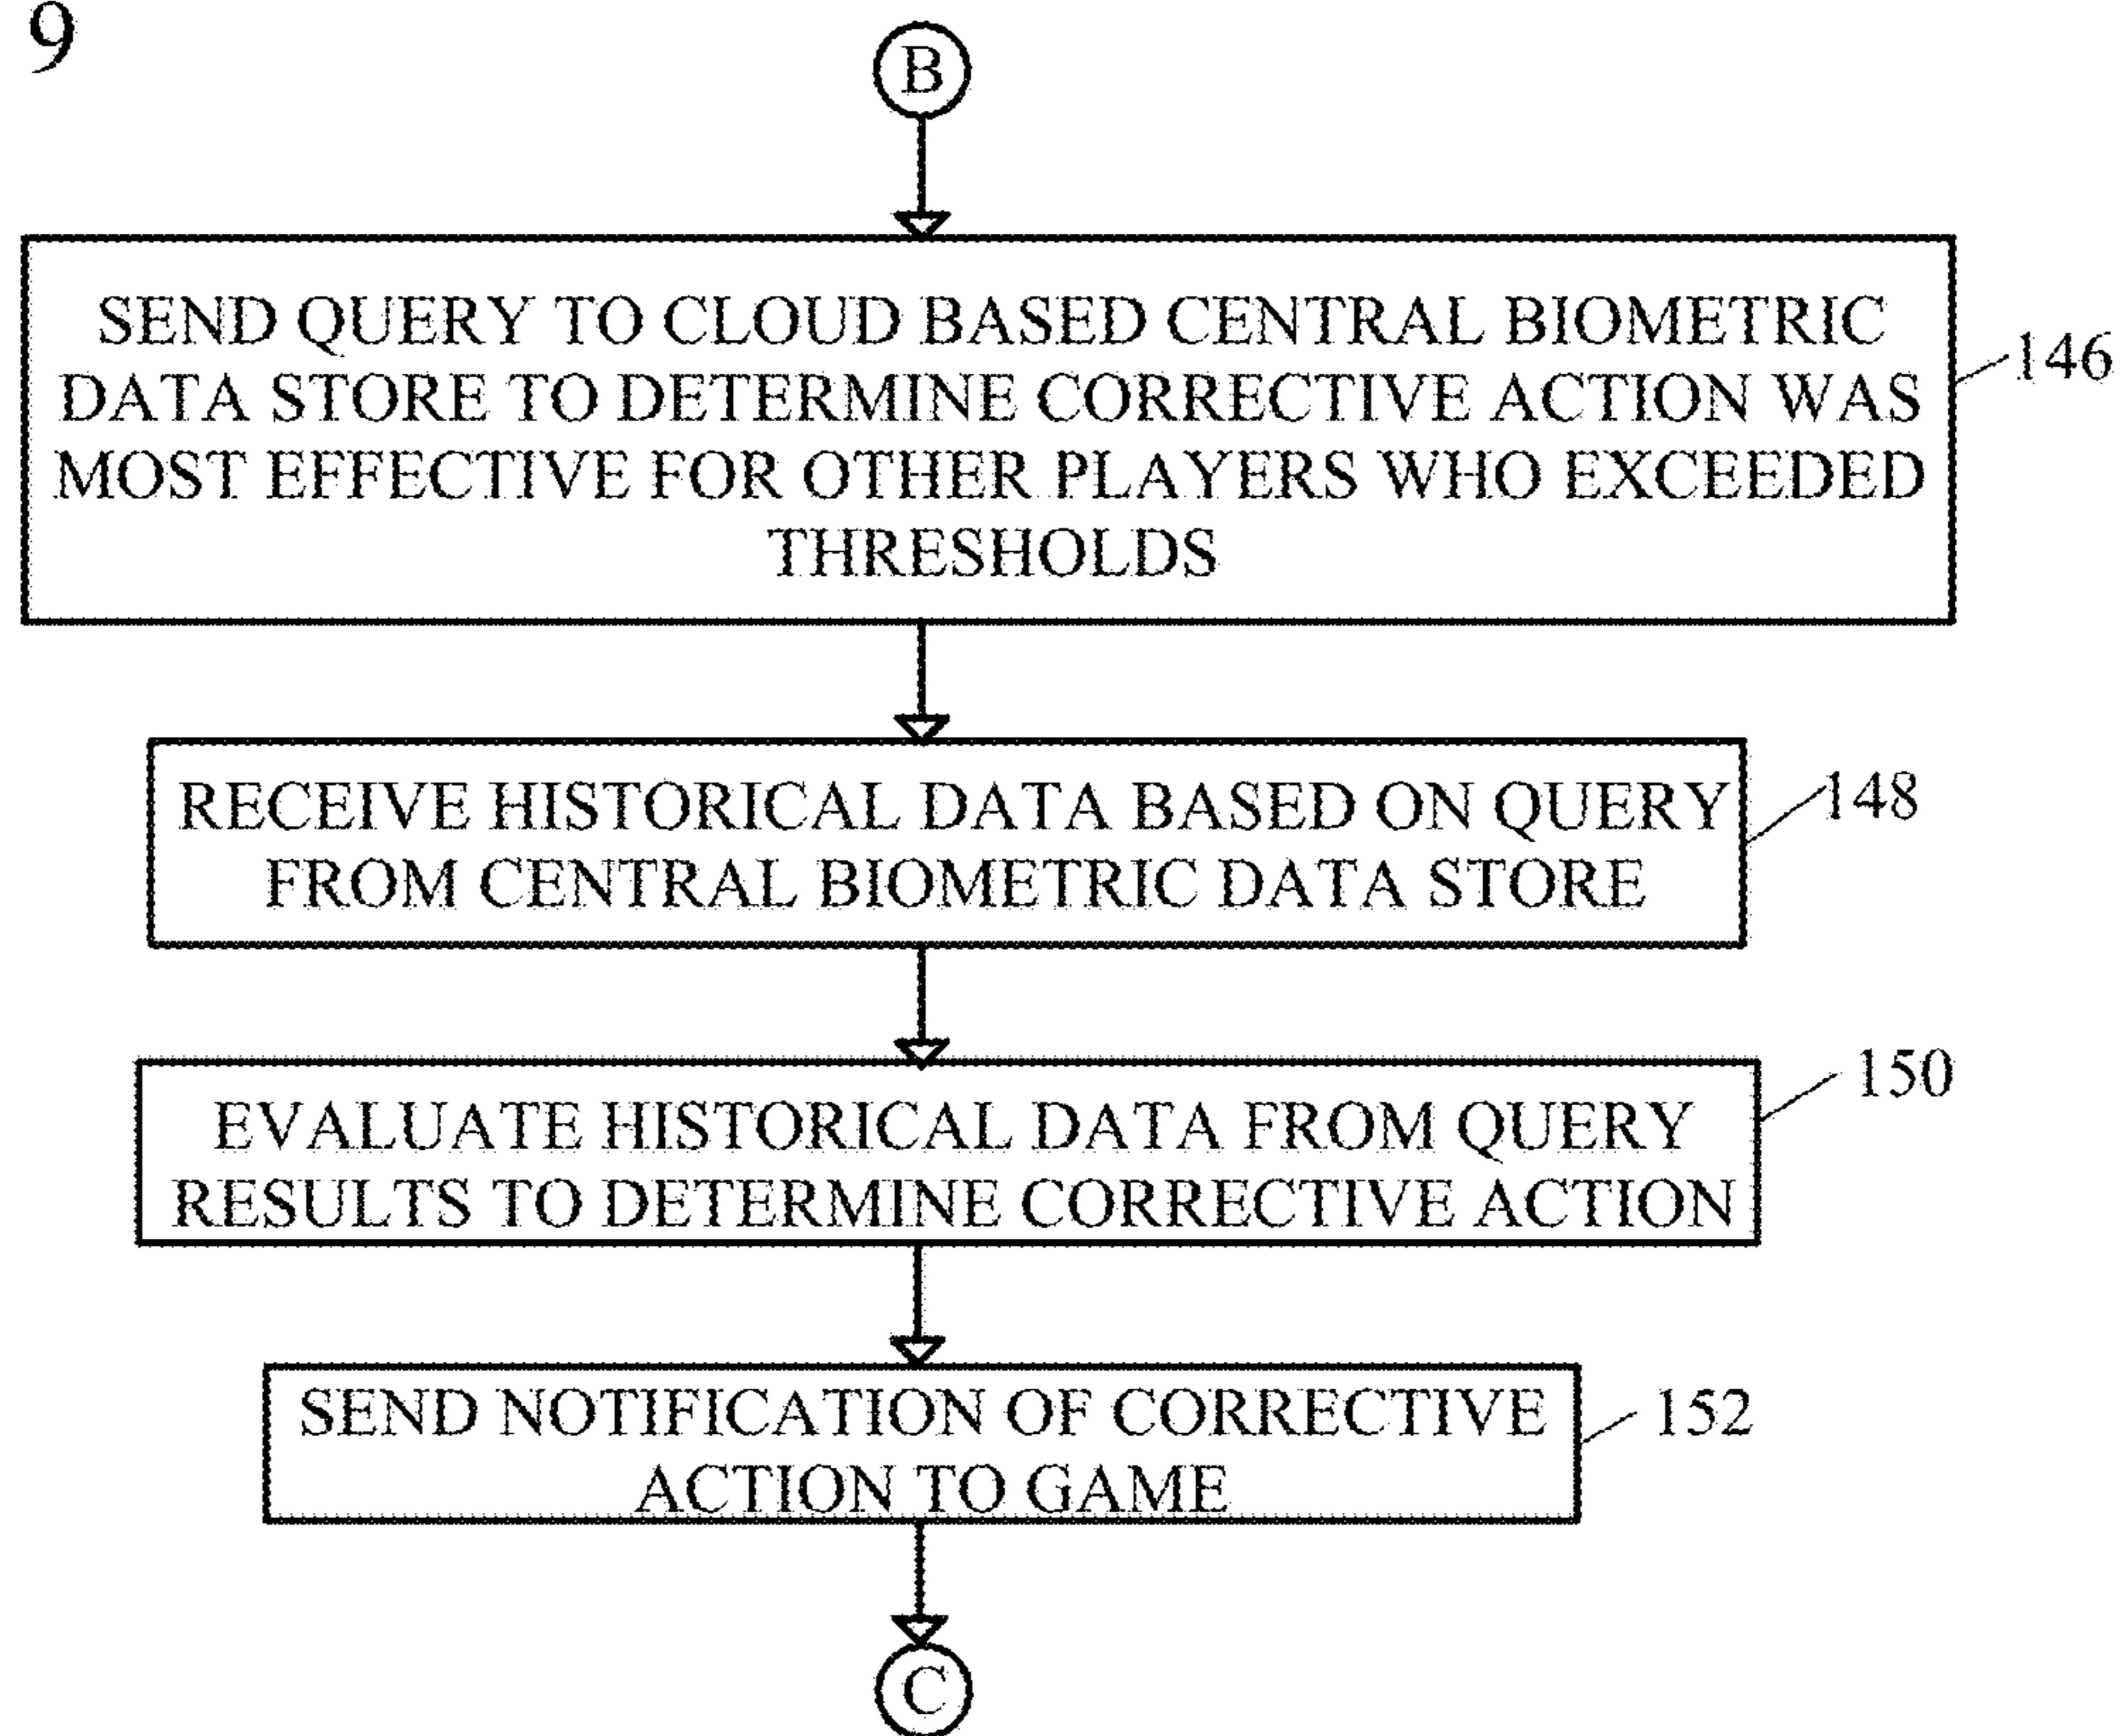 9
B
SEND QUERY TO CLOUD BASED CENTRAL BIOMETRIC
DATA STORE TO DETERMINE CORRECTIVE ACTION WAS
MOST EFFECTIVE FOR OTHER PLAYERS WHO EXCEEDED
THRESHOLDS
146
RECEIVE HISTORICAL DATA BASED ON QUERY
FROM CENTRAL BIOMETRIC DATA STORE
148
EVALUATE HISTORICAL DATA FROM QUERY
RESULTS TO DETERMINE CORRECTIVE ACTION
150
SEND NOTIFICATION OF CORRECTIVE
ACTION TO GAME
152
C